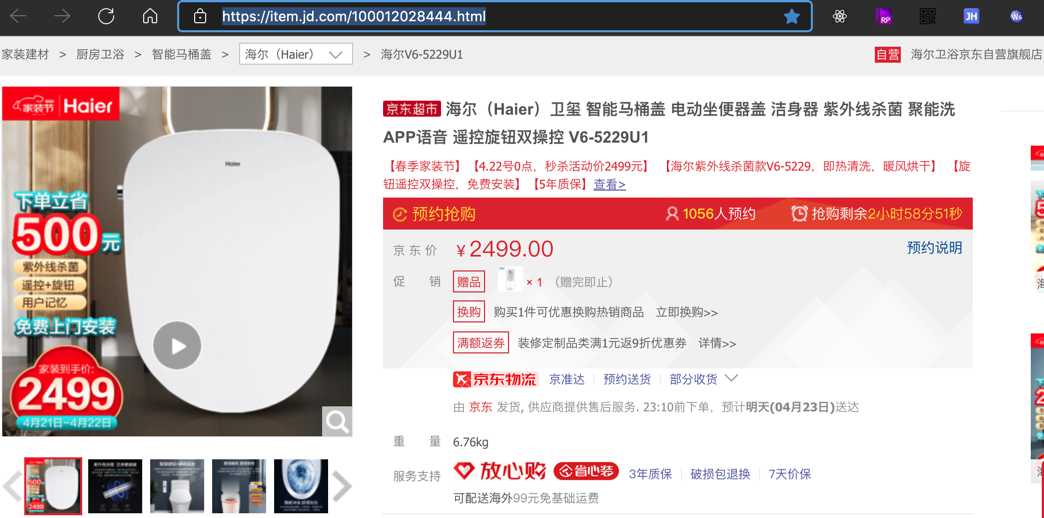 https://item.jd.com/100012028444.html
RP
JH
Ws
家装建材 > 厨房卫浴 > 智能马桶盖 > 海尔（Haier） > 海尔V6-5229U1
自营 海尔卫浴京东自营旗舰店
家装节 Haier
Haier
下单立省
500元
紫外线杀菌
遥控+旋钮
用户记忆
免费上门安装
家装到手价:
2499
4月21日~4月22日
京东超市 海尔（Haier）卫玺 智能马桶盖 电动坐便器盖 洁身器 紫外线杀菌 聚能洗
APP语音 遥控旋钮双操控 V6-5229U1
【春季家装节】【4.22号0点，秒杀活动价2499元】【海尔紫外线杀菌款V6-5229，即热清洗，暖风烘干】【旋
钮遥控双操控，免费安装】【5年质保】查看>
预约抢购 1056人预约 抢购剩余2小时58分51秒
京东价 ￥2499.00 预约说明
促 销 赠品 × 1 （赠完即止）
换购 购买1件可优惠换购热销商品 立即换购>>
满额返券 装修定制品类满1元返9折优惠券 详情>>
京东物流 京准达 预约送货 部分收货
由 京东 发货, 供应商提供售后服务. 23:10前下单，预计明天(04月23日)送达
重 量 6.76kg
服务支持 放心购 省心装 3年质保 破损包退换 7天价保
可配送海外99元免基础运费